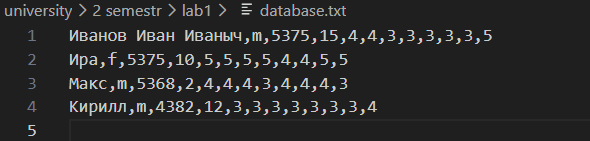 university > 2 semestr > lab1 > database.txt
1 Иванов Иван Иваныч,m,5375,15,4,4,3,3,3,3,3,5
2 Ира,f,5375,10,5,5,5,5,4,4,5,5
3 Макс,m,5368,2,4,4,4,3,4,4,4,3
4 Кирилл,m,4382,12,3,3,3,3,3,3,3,4
5